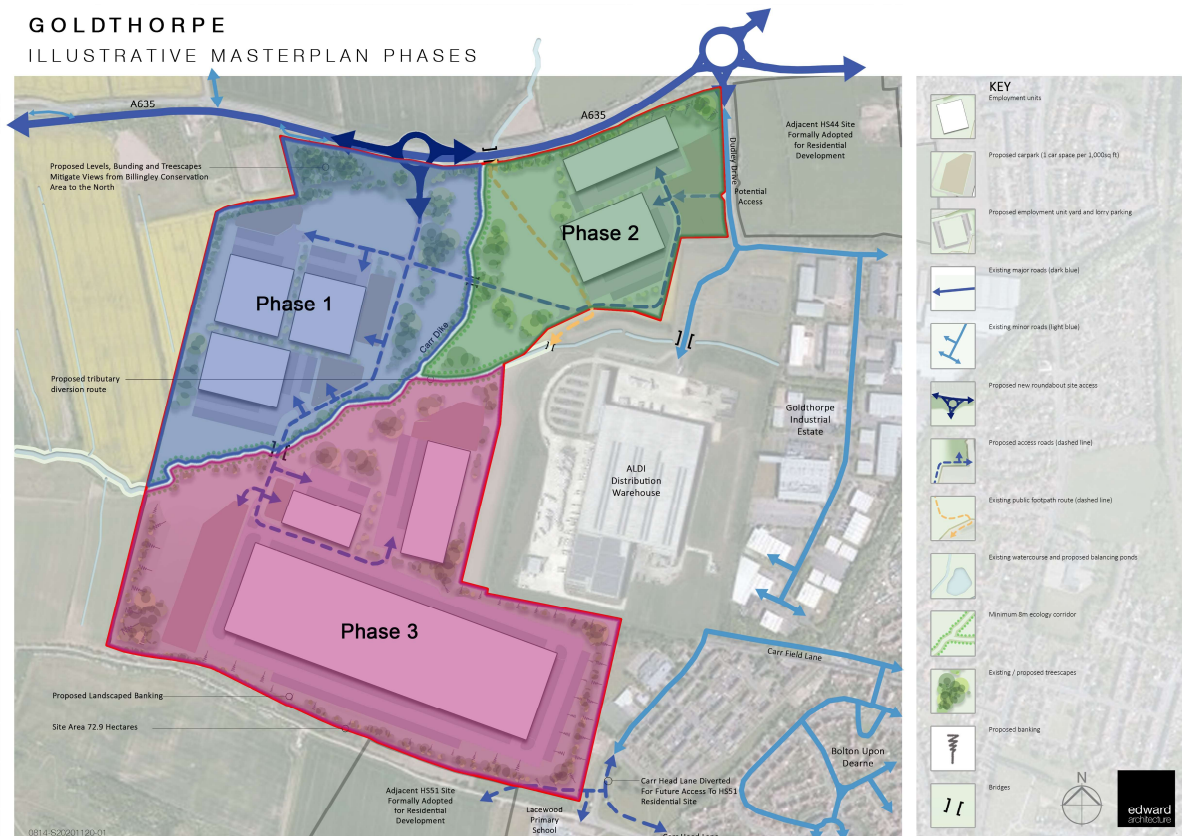 GOLDTHORPE
ILLUSTRATIVE MASTERPLAN PHASES
A635
A635
Proposed Levels, Bunding and Treescapes
Mitigate Views from Billingley Conservation
Area to the North
Adjacent HS44 Site
Formally Adopted
for Residential
Development
Dudley Drive
Potential
Access
Phase 2
Phase 1
Carr Dike
Proposed tributary
diversion route
Goldthorpe
Industrial
Estate
ALDI
Distribution
Warehouse
Phase 3
Carr Field Lane
Proposed Landscaped Banking
Site Area 72.9 Hectares
Bolton Upon
Dearne
Adjacent HS51 Site
Formally Adopted
for Residential
Development
Carr Head Lane Diverted
For Future Access To HS51
Residential Site
Lacewood
Primary
School
Carr Head Lane
0814-S20201120-01
KEY
Employment units
Proposed carpark (1 car space per 1,000sq ft)
Proposed employment unit yard and lorry parking
Existing major roads (dark blue)
Existing minor roads (light blue)
Proposed new roundabout site access
Proposed access roads (dashed line)
Existing public footpath route (dashed line)
Existing watercourse and proposed balancing ponds
Minimum 8m ecology corridor
Existing / proposed treescapes
Proposed banking
Bridges
N
edward
architecture